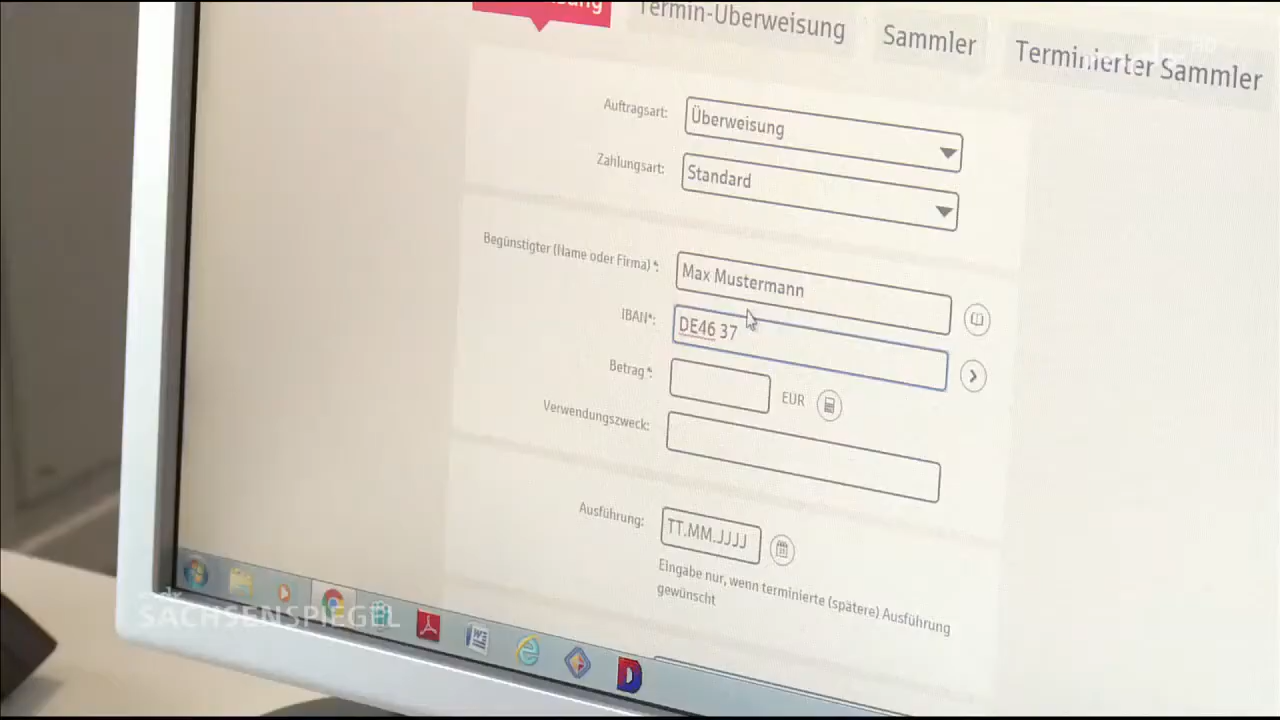 Termin-Überweisung
Sammler
Terminierter Sammler
Auftragsart:
Überweisung
Zahlungsart:
Standard
Begünstigter (Name oder Firma)*:
Max Mustermann
IBAN*:
DE46 37
Betrag*:
EUR
Verwendungszweck:
Ausführung:
TT.MM.JJJJ
Eingabe nur, wenn terminierte (spätere) Ausführung
gewünscht
SACHSENSPIEGEL